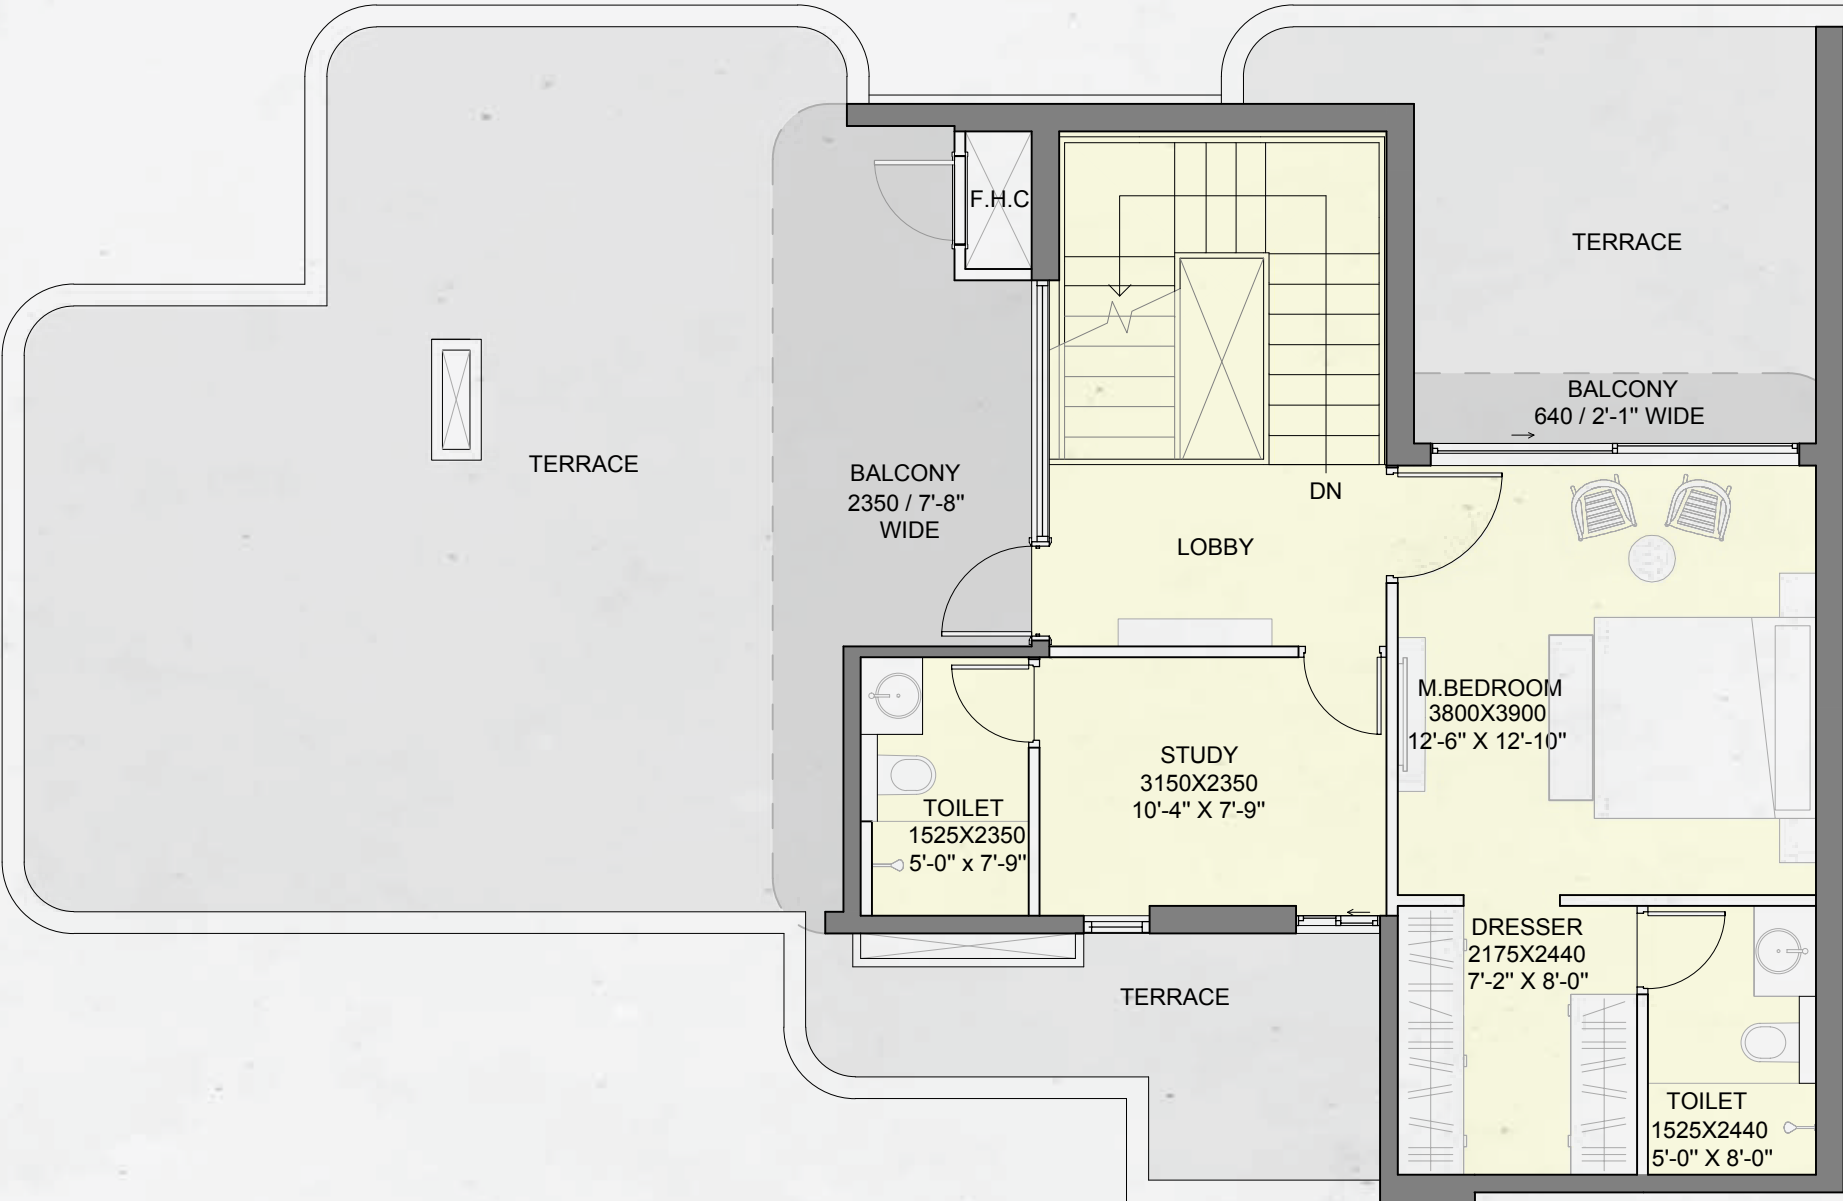 F.H.C
TERRACE
BALCONY
640 / 2'-1" WIDE
TERRACE
BALCONY
2350 / 7'-8"
WIDE
DN
LOBBY
M.BEDROOM
3800X3900
12'-6" X 12'-10"
STUDY
3150X2350
10'-4" X 7'-9"
TOILET
1525X2350
5'-0" x 7'-9"
DRESSER
2175X2440
7'-2" X 8'-0"
TERRACE
TOILET
1525X2440
5'-0" X 8'-0"